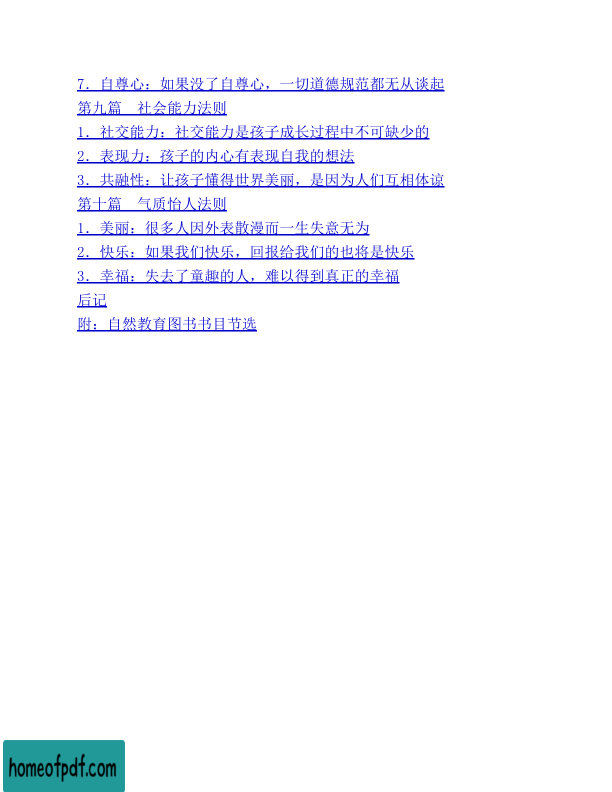 7．自尊心：如果没了自尊心，一切道德规范都无从谈起
第九篇　社会能力法则
1．社交能力：社交能力是孩子成长过程中不可缺少的
2．表现力：孩子的内心有表现自我的想法
3．共融性：让孩子懂得世界美丽，是因为人们互相体谅
第十篇　气质怡人法则
1．美丽：很多人因外表散漫而一生失意无为
2．快乐：如果我们快乐，回报给我们的也将是快乐
3．幸福：失去了童趣的人，难以得到真正的幸福
后记
附：自然教育图书书目节选
homeofpdf.com